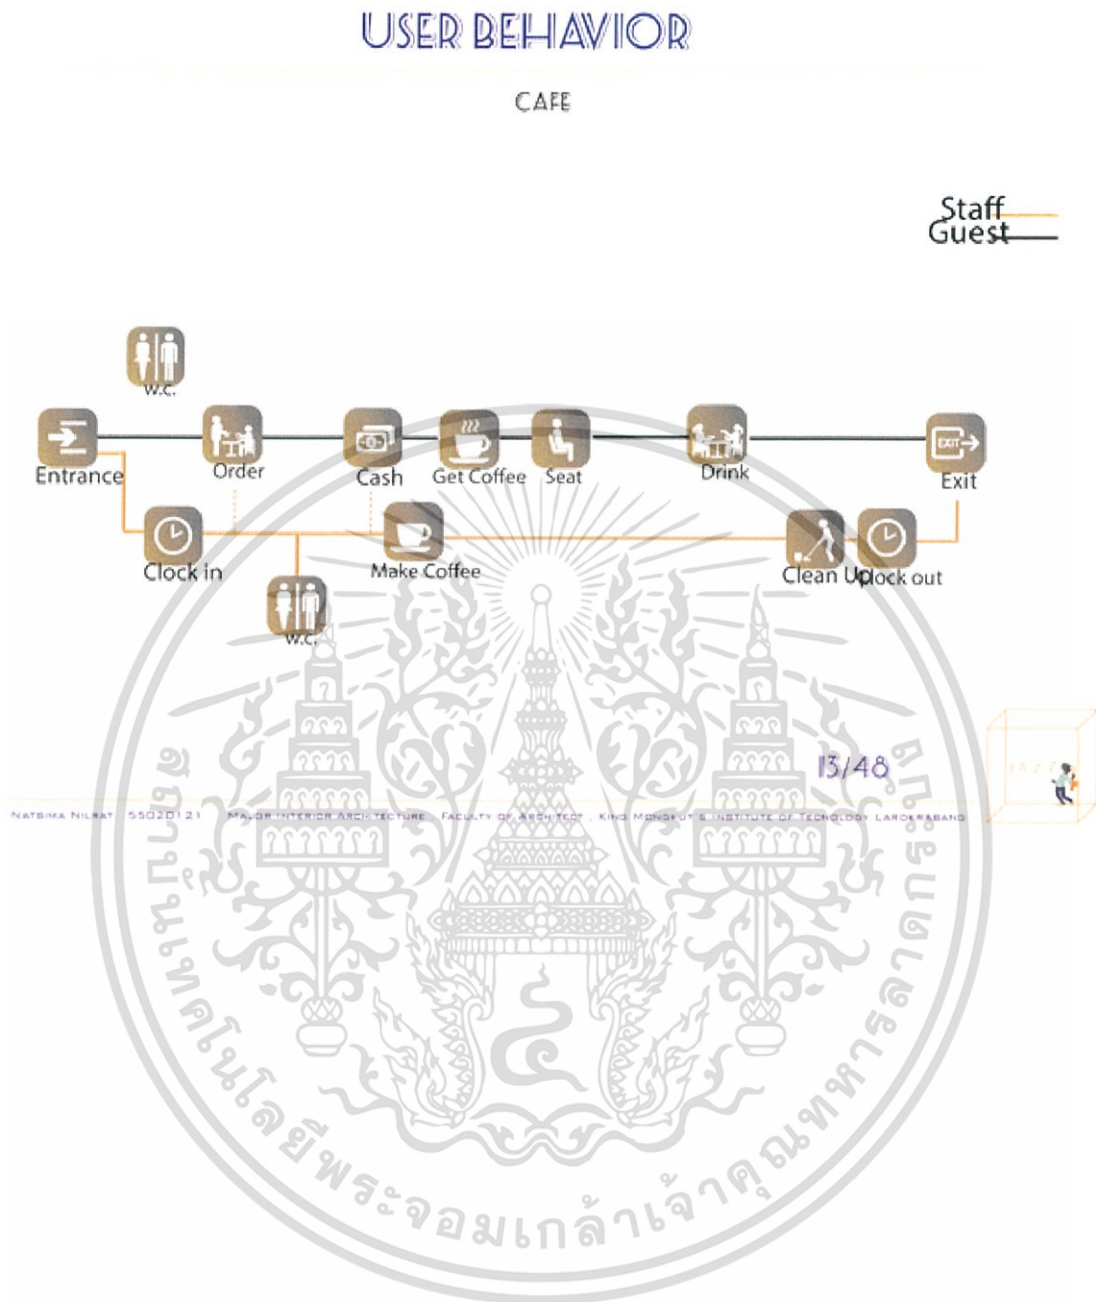 USER BEHAVIOR
CAFE
Staff
Guest
W.C.
Entrance
Order
Cash
Get Coffee
Seat
Drink
Exit
Clock in
Make Coffee
Clean Up
Clock out
W.C.
13/48
JAZZ
NATSIMA NILRAT 55020121 MAJOR INTERIOR ARCHITECTURE FACULTY OF ARCHITECT , KING MONGKUT S INSTITUTE OF TECNOLOGY LARDKRABANG
สถาบันเทคโนโลยีพระจอมเกล้าเจ้าคุณทหารลาดกระบัง